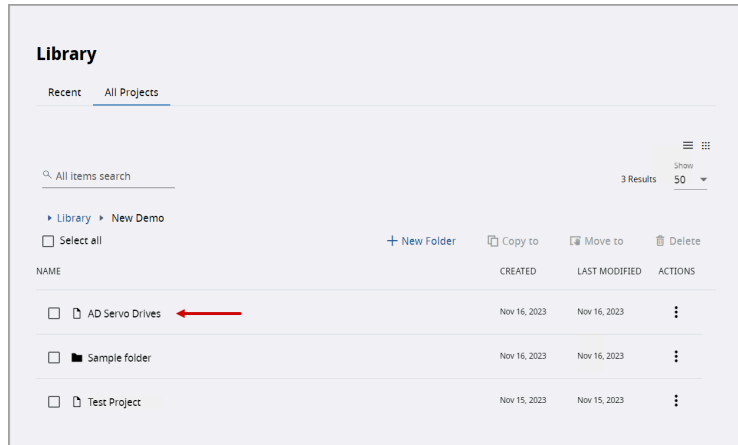 Library
Recent All Projects
Show
All items search 3 Results 50
Library New Demo
Select all + New Folder Copy to Move to Delete
NAME CREATED LAST MODIFIED ACTIONS
AD Servo Drives Nov 16, 2023 Nov 16, 2023
Sample folder Nov 16, 2023 Nov 16, 2023
Test Project Nov 15, 2023 Nov 15, 2023